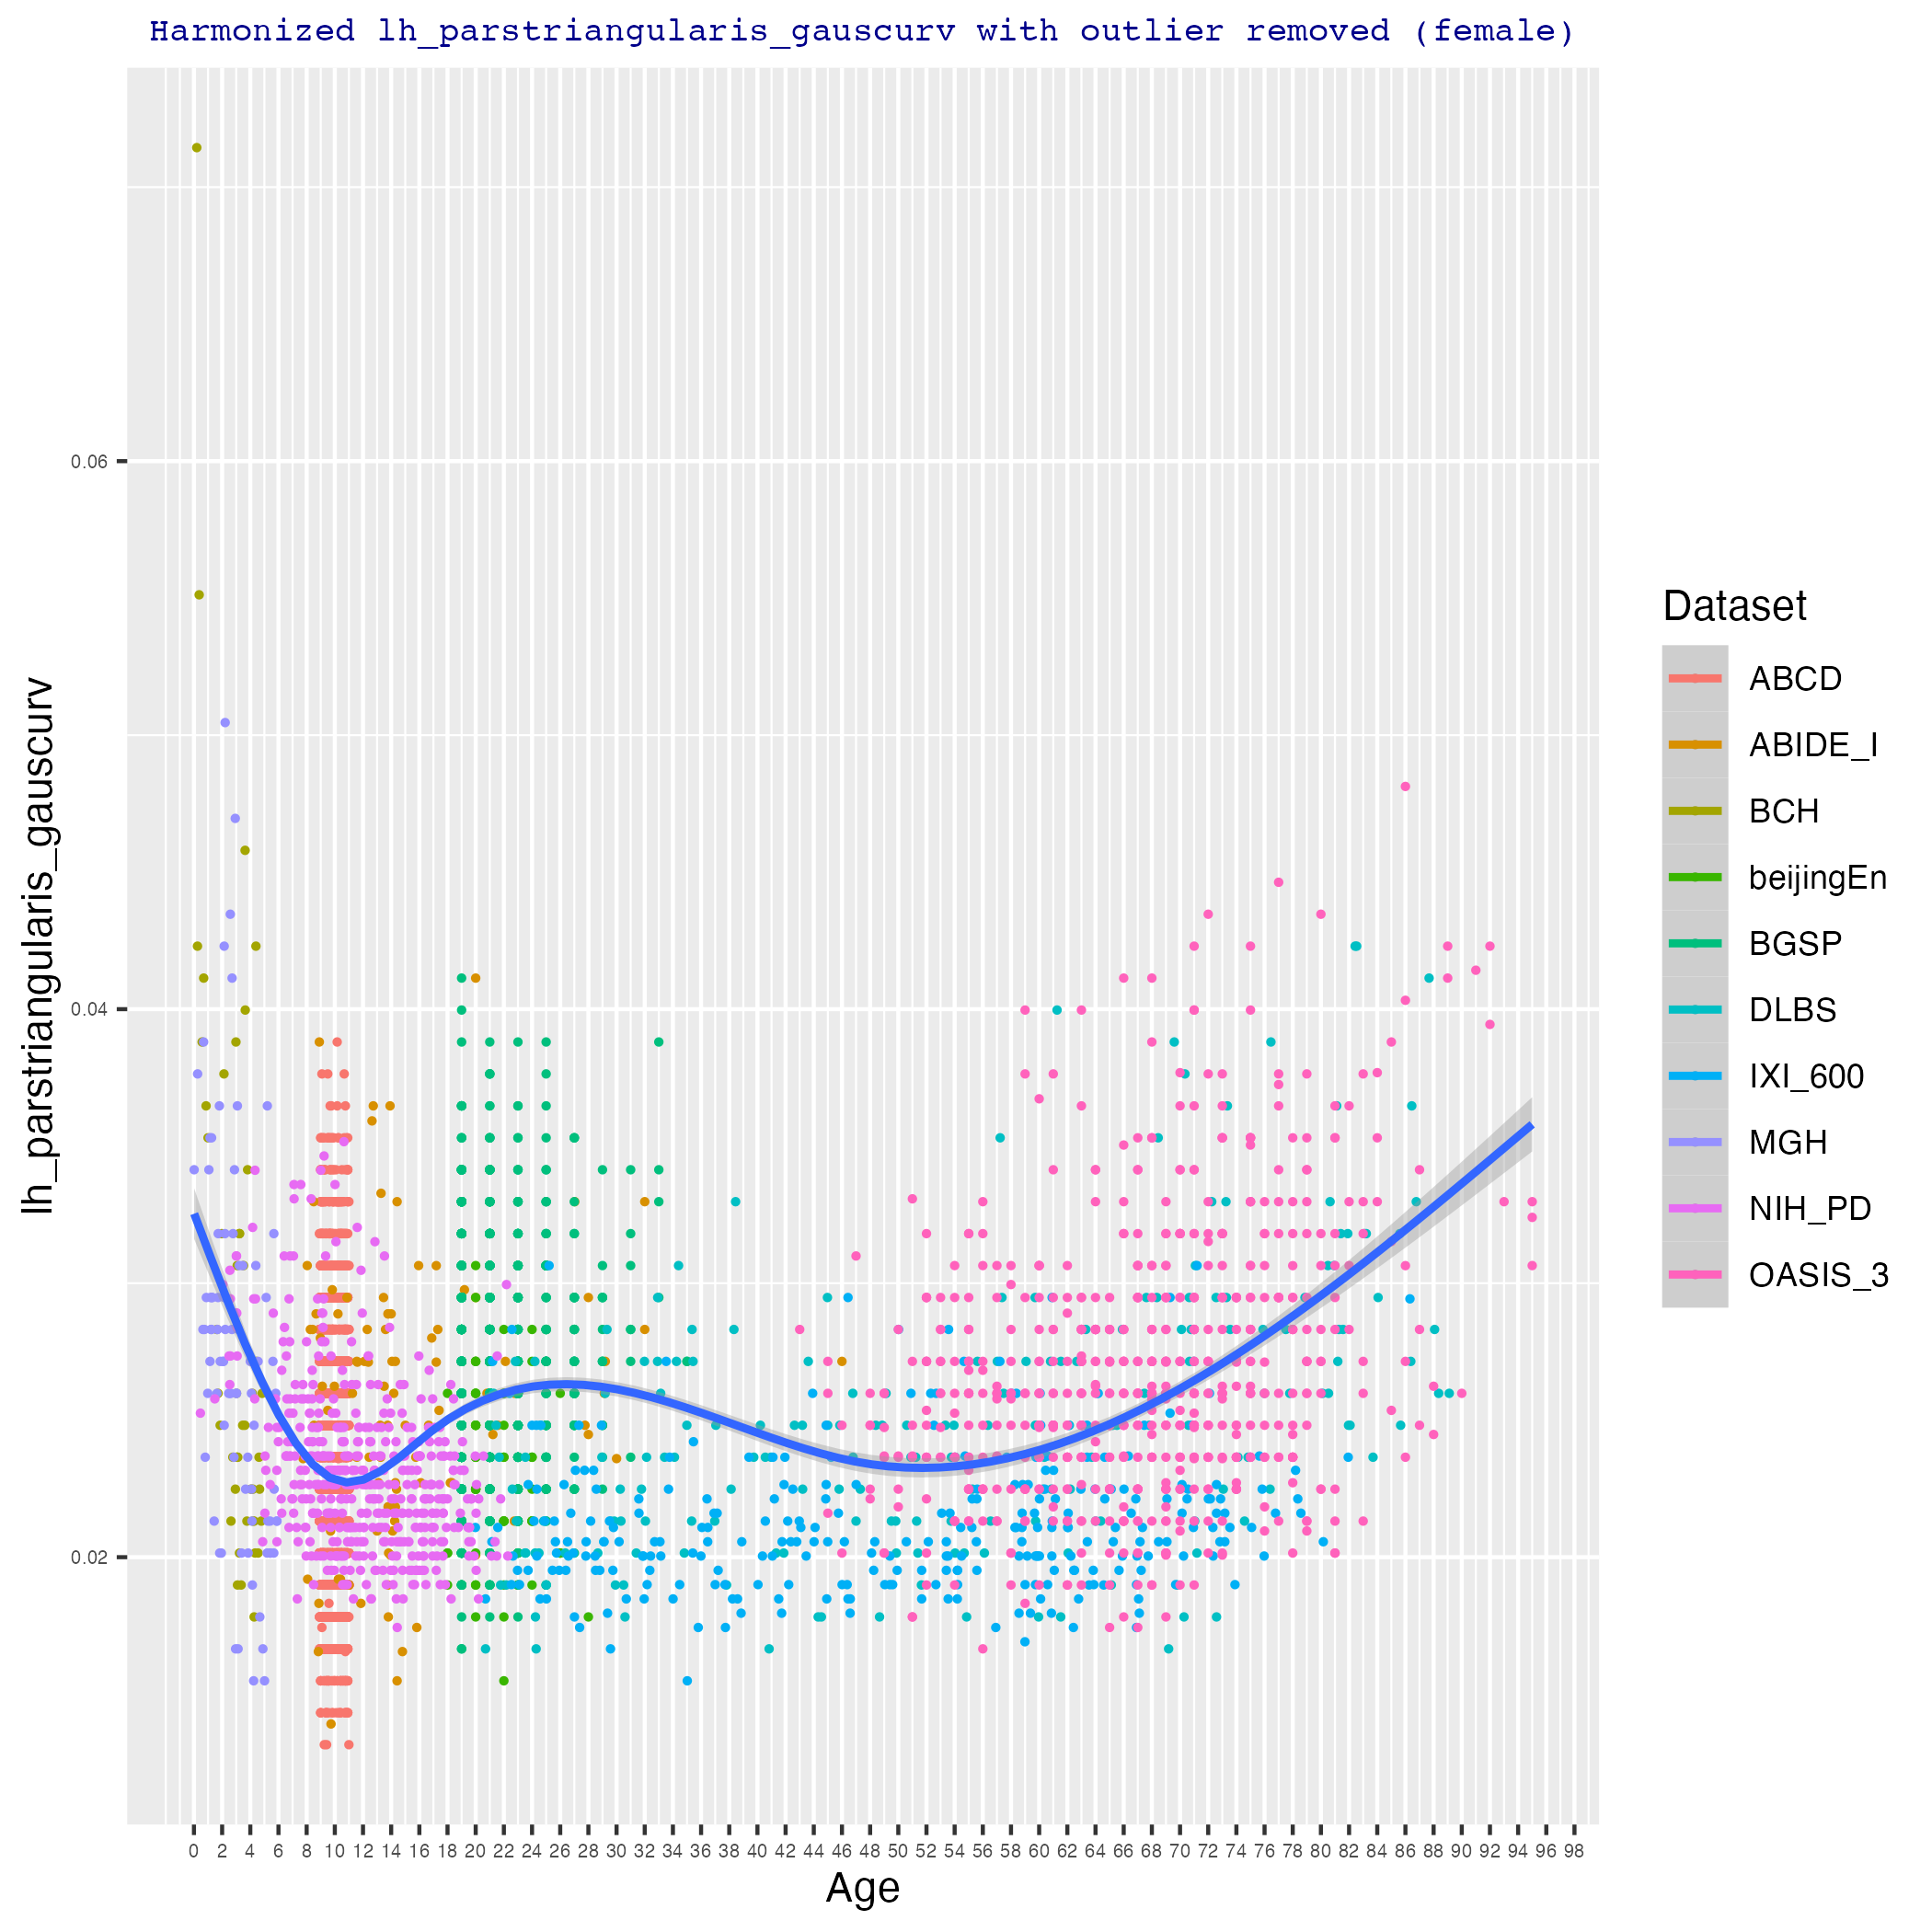 Harmonized lh_parstriangularis_gauscurv with outlier removed (female)
lh_parstriangularis_gauscurv
0.06
0.04
0.02
0 2 4 6 8 10 12 14 16 18 20 22 24 26 28 30 32 34 36 38 40 42 44 46 48 50 52 54 56 58 60 62 64 66 68 70 72 74 76 78 80 82 84 86 88 90 92 94 96 98
Age
Dataset
ABCD
ABIDE_I
BCH
beijingEn
BGSP
DLBS
IXI_600
MGH
NIH_PD
OASIS_3